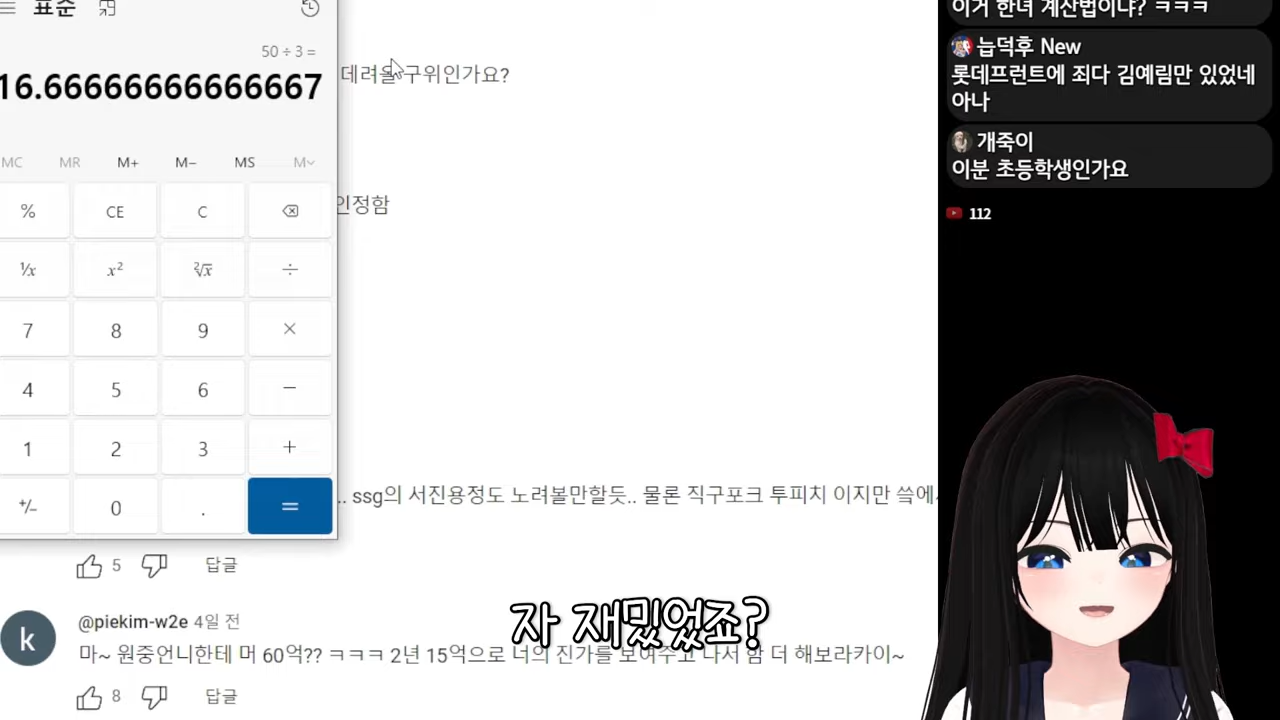 표준
50 ÷ 3 =
16.66666666666667
MC MR M+ M− MS M
% CE C
¹/x x² ²√x ÷
7 8 9 ×
4 5 6 −
1 2 3 +
+/− 0 . =
데려올 구위인가요?
인정함
.. ssg의 서진용정도 노려볼만할듯.. 물론 직구포크 투피치 이지만 쓱에서
5 답글
@piekim-w2e 4일 전
k
마~ 원중언니한테 머 60억?? ㅋㅋㅋ 2년 15억으로 너의 진가를 보여주고 나서 함 더 해보라카이~
8 답글
자 재밌었죠?
이거 한녀 계산법이냐? ㅋㅋㅋ
늡덕후 New
롯데프런트에 죄다 김예림만 있었네
아나
개죽이
이분 초등학생인가요
112